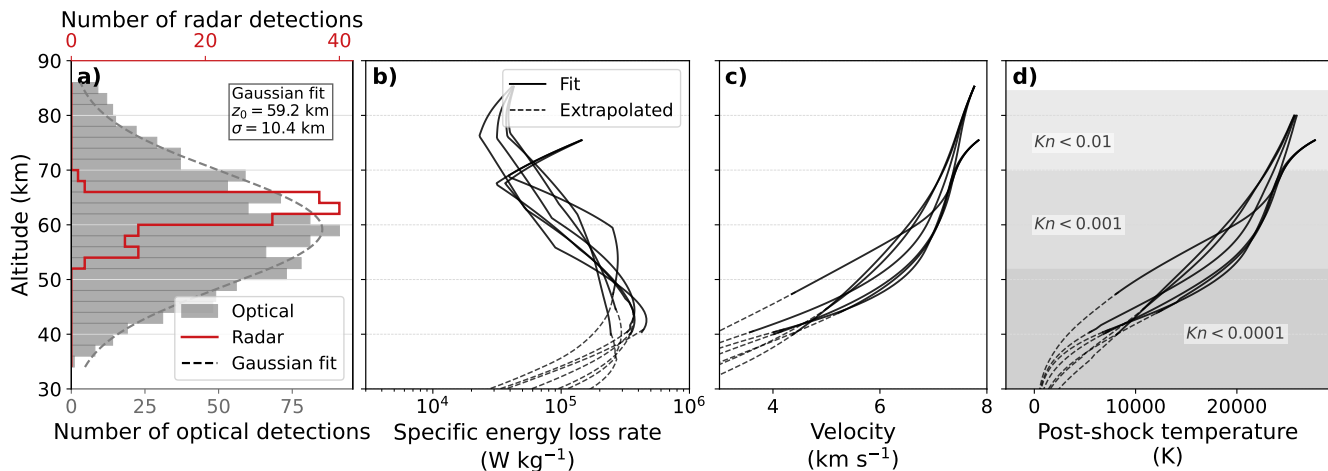 Number of radar detections
0 20 40
a)
Gaussian fit
z₀ = 59.2 km
σ = 10.4 km
90
80
70
60
50
40
30
Altitude (km)
Optical
Radar
Gaussian fit
0 25 50 75
Number of optical detections
b)
Fit
Extrapolated
10⁴ 10⁵ 10⁶
Specific energy loss rate
(W kg⁻¹)
c)
4 6 8
Velocity
(km s⁻¹)
d)
Kn < 0.01
Kn < 0.001
Kn < 0.0001
0 10000 20000
Post-shock temperature
(K)